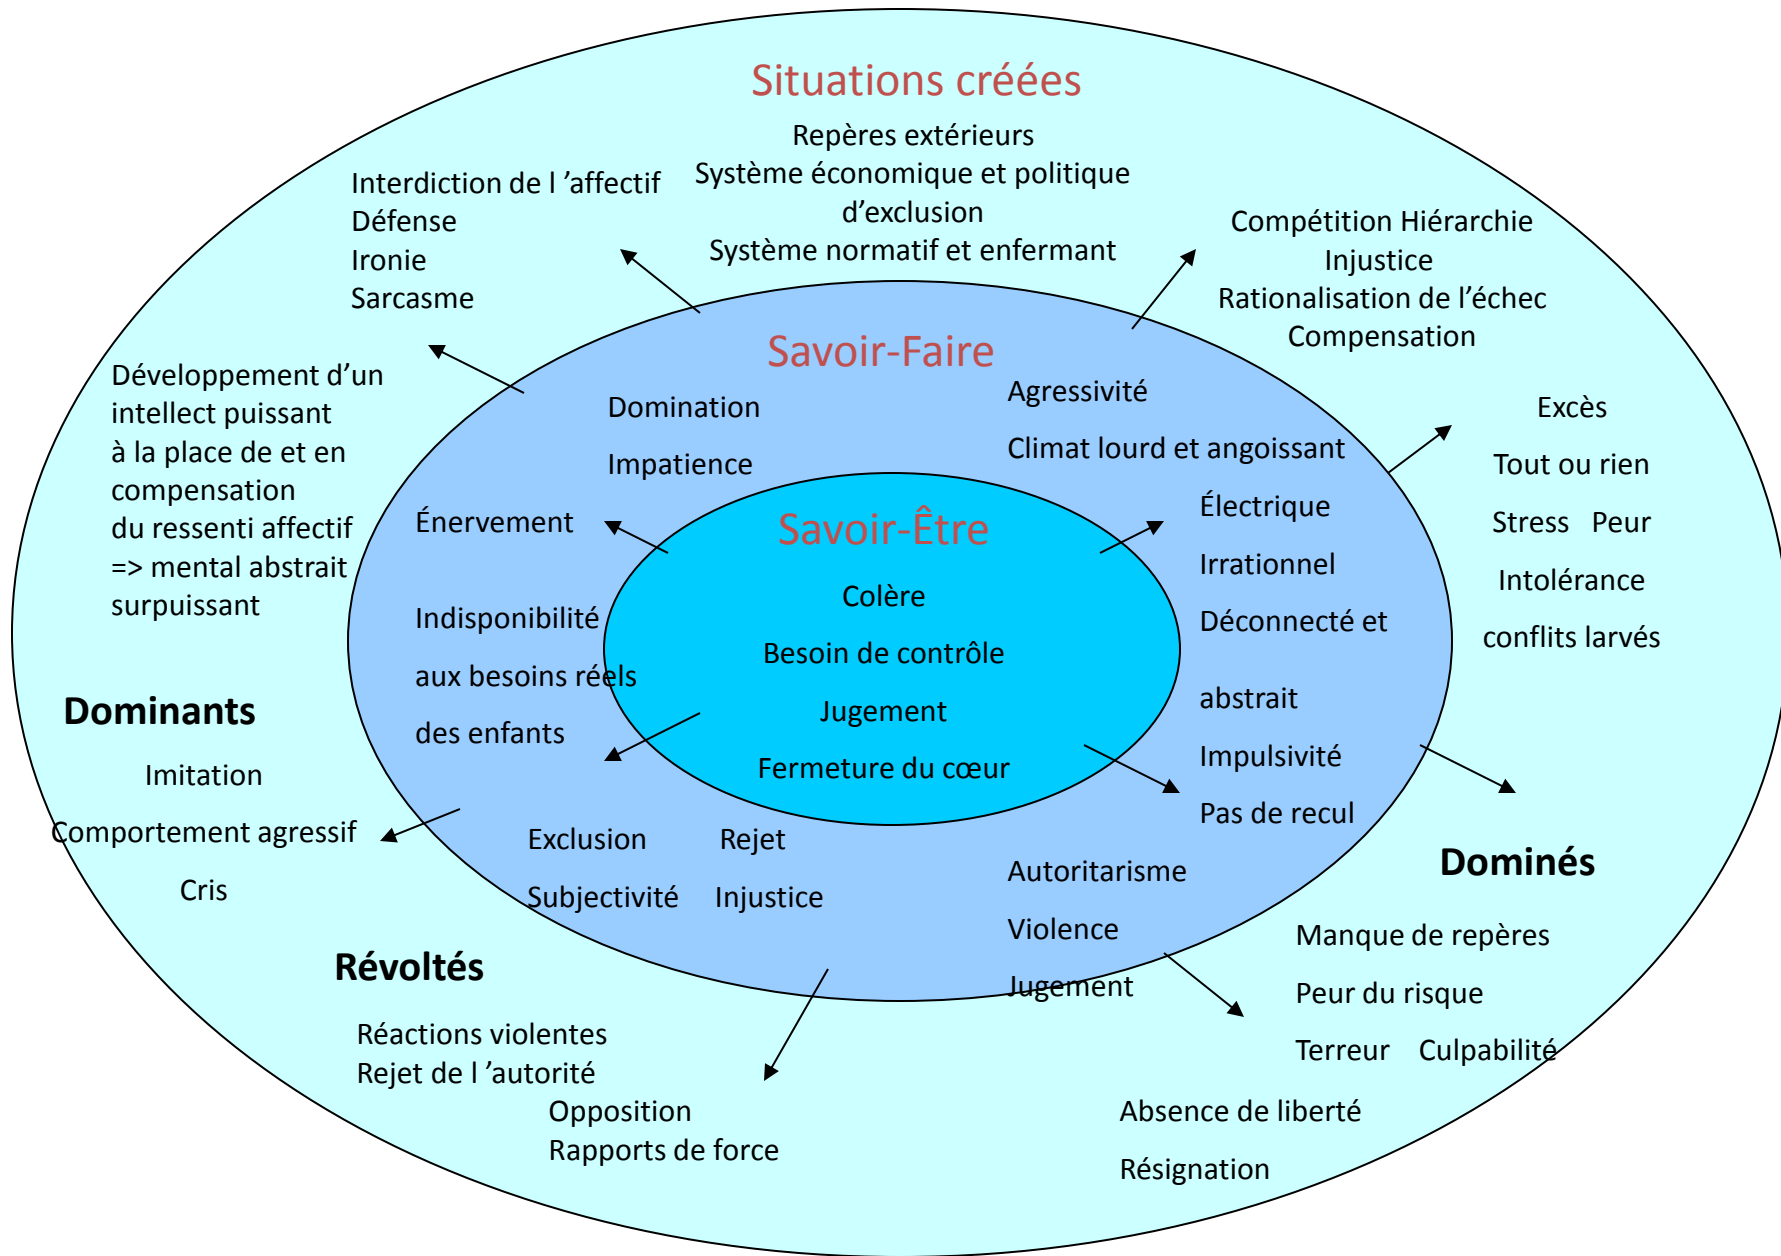 Situations créées
Repères extérieurs
Système économique et politique
d’exclusion
Système normatif et enfermant
Interdiction de l ’affectif
Défense
Ironie
Sarcasme
Compétition Hiérarchie
Injustice
Rationalisation de l’échec
Compensation
Développement d’un
intellect puissant
à la place de et en
compensation
du ressenti affectif
=> mental abstrait
surpuissant
Excès
Tout ou rien
Stress Peur
Intolérance
conflits larvés
Savoir-Faire
Domination
Impatience
Agressivité
Climat lourd et angoissant
Énervement
Indisponibilité
aux besoins réels
des enfants
Électrique
Irrationnel
Déconnecté et
abstrait
Impulsivité
Pas de recul
Savoir-Être
Colère
Besoin de contrôle
Jugement
Fermeture du cœur
Exclusion Rejet
Subjectivité Injustice
Autoritarisme
Violence
Jugement
Dominants
Imitation
Comportement agressif
Cris
Révoltés
Réactions violentes
Rejet de l ’autorité
Opposition
Rapports de force
Dominés
Manque de repères
Peur du risque
Terreur Culpabilité
Absence de liberté
Résignation